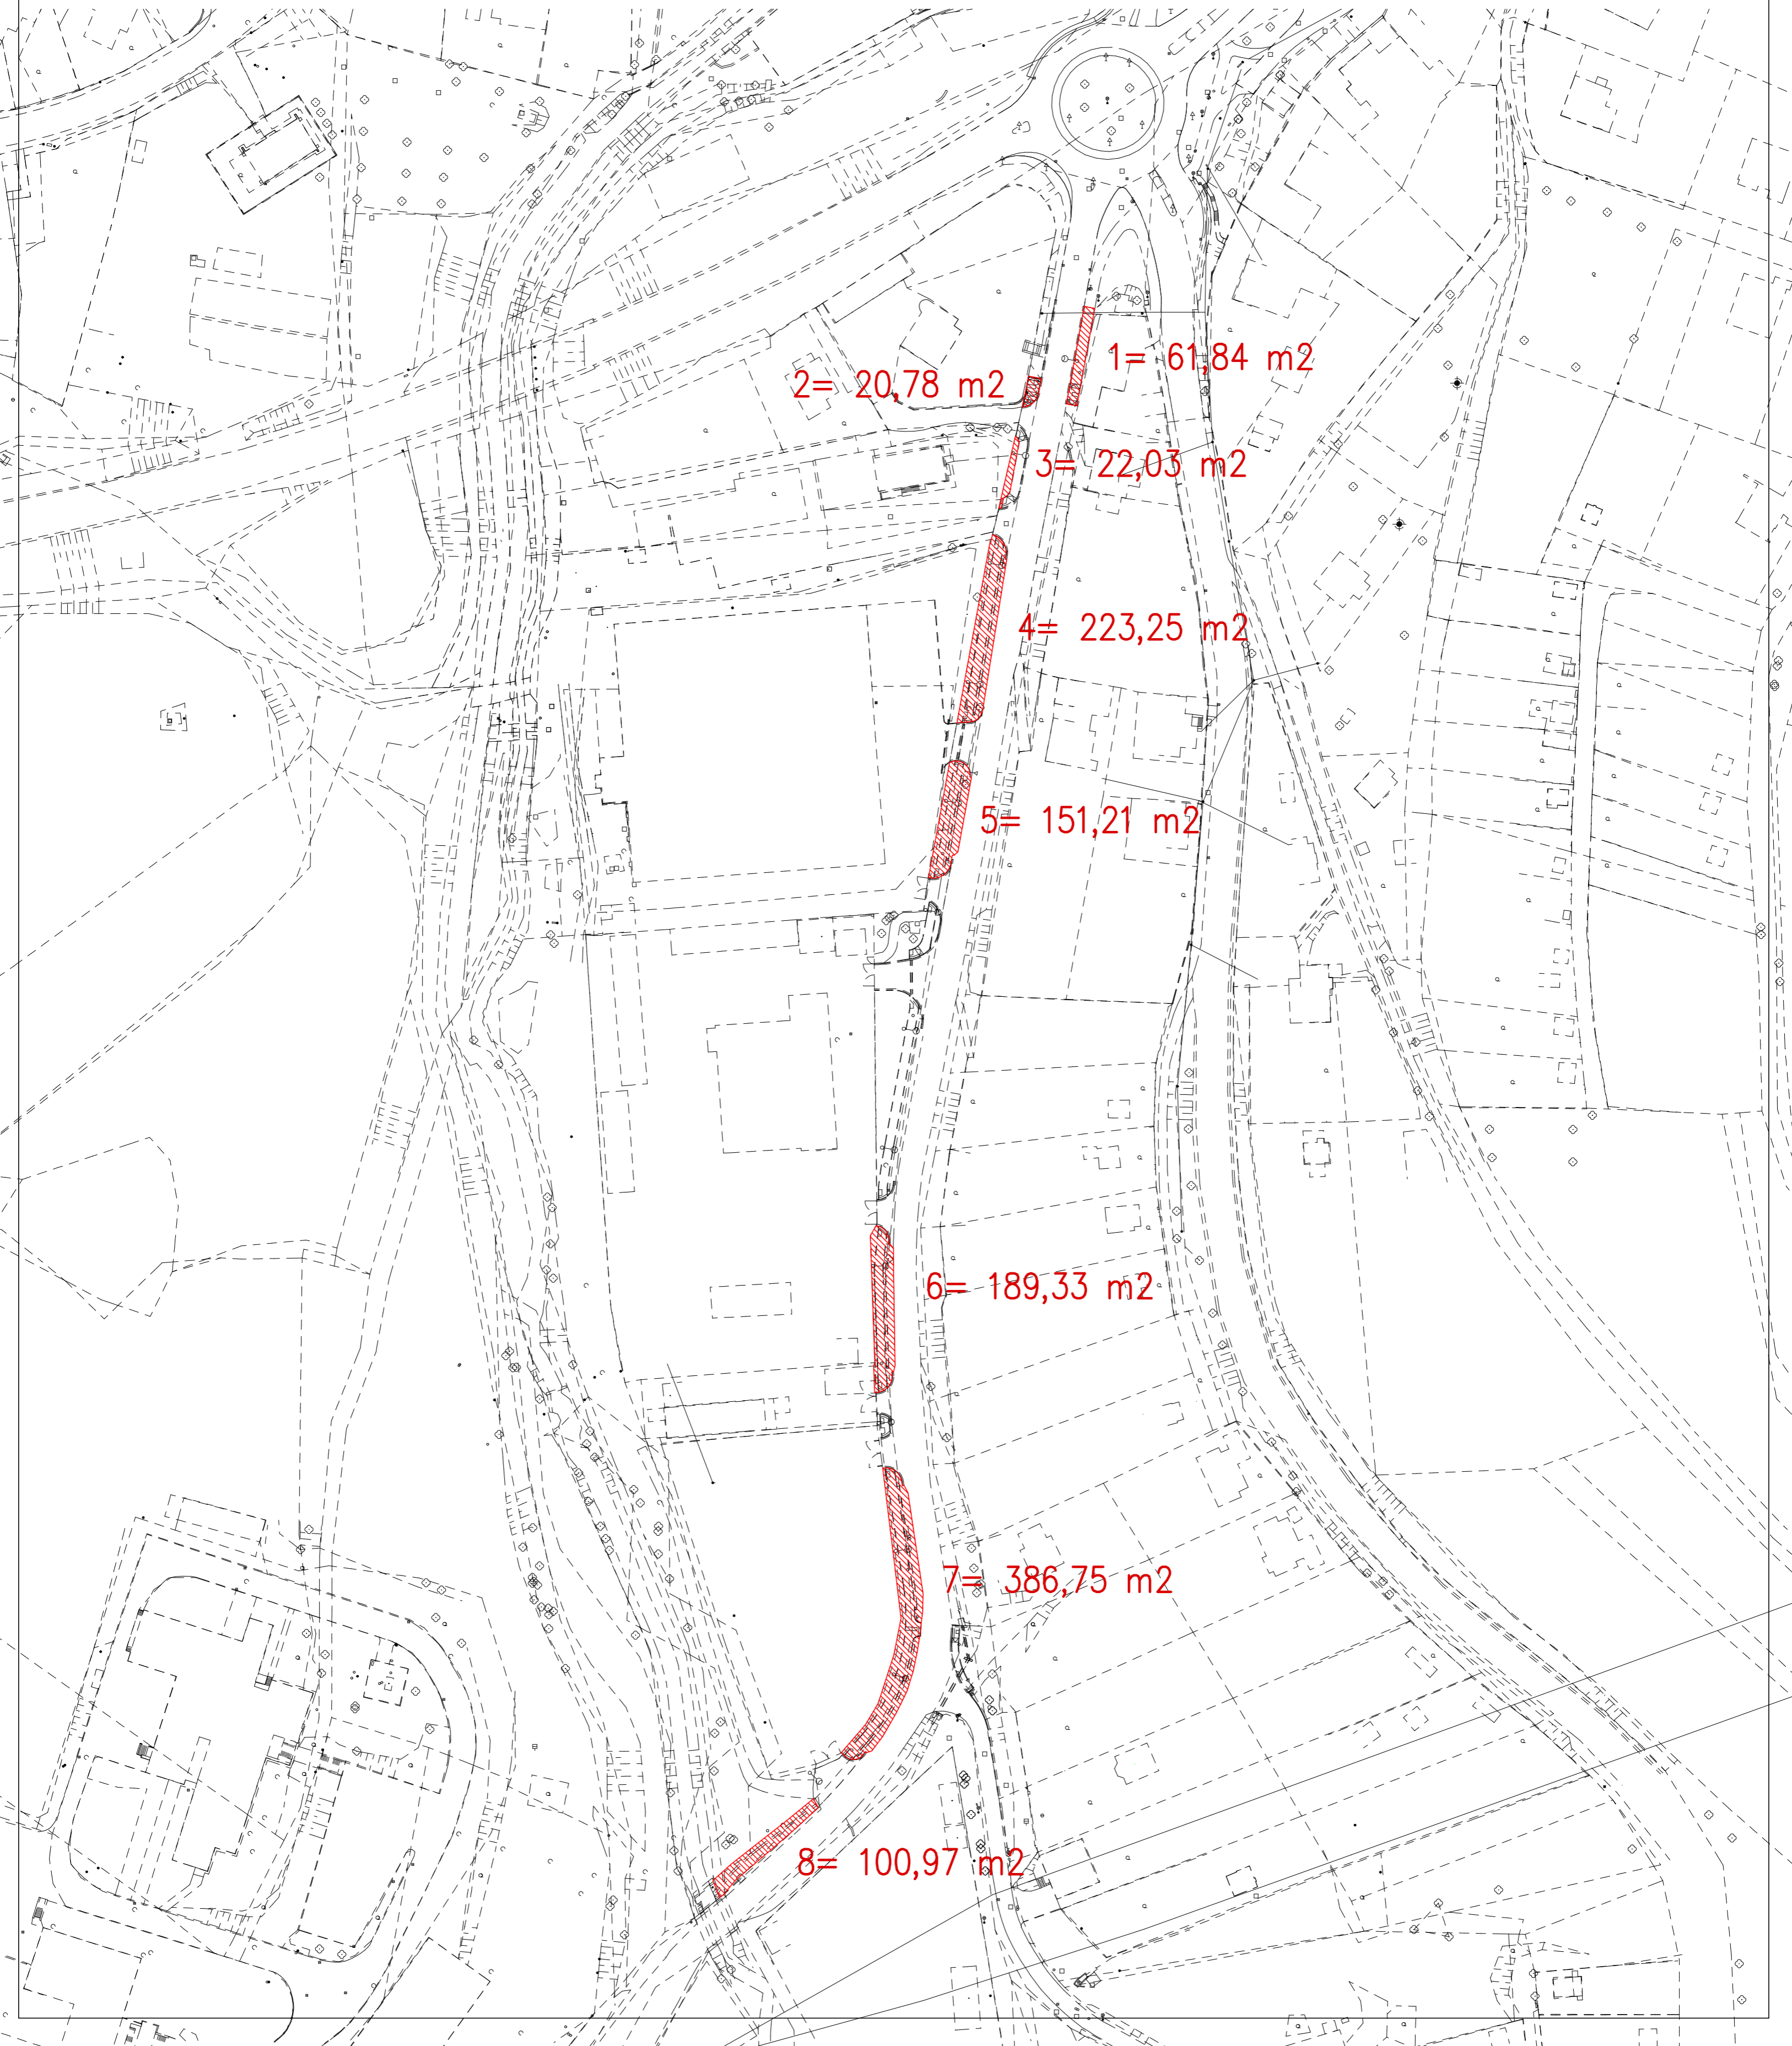 1= 61,84 m2
2= 20,78 m2
3= 22,03 m2
4= 223,25 m2
5= 151,21 m2
6= 189,33 m2
7= 386,75 m2
8= 100,97 m2